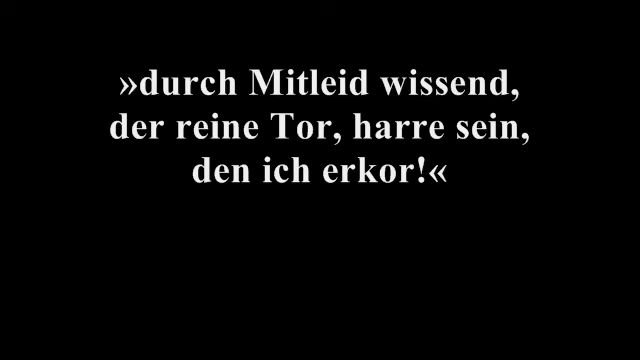 »durch Mitleid wissend,
der reine Tor, harre sein,
den ich erkor!«